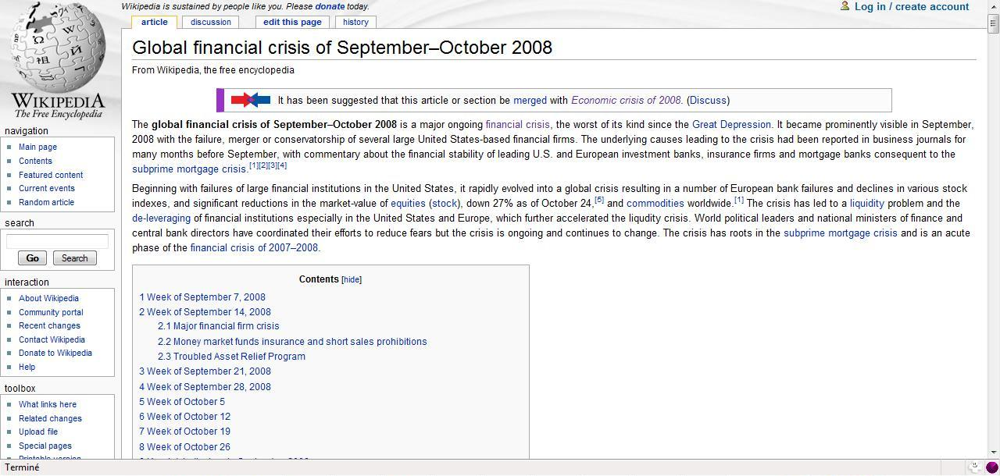 Wikipedia is sustained by people like you. Please donate today.
Log in / create account
article
discussion
edit this page
history
Global financial crisis of September–October 2008
From Wikipedia, the free encyclopedia
It has been suggested that this article or section be merged with Economic crisis of 2008. (Discuss)
The global financial crisis of September–October 2008 is a major ongoing financial crisis, the worst of its kind since the Great Depression. It became prominently visible in September,
2008 with the failure, merger or conservatorship of several large United States-based financial firms. The underlying causes leading to the crisis had been reported in business journals for
many months before September, with commentary about the financial stability of leading U.S. and European investment banks, insurance firms and mortgage banks consequent to the
subprime mortgage crisis.[1][2][3][4]
Beginning with failures of large financial institutions in the United States, it rapidly evolved into a global crisis resulting in a number of European bank failures and declines in various stock
indexes, and significant reductions in the market-value of equities (stock), down 27% as of October 24,[5] and commodities worldwide.[1] The crisis has led to a liquidity problem and the
de-leveraging of financial institutions especially in the United States and Europe, which further accelerated the liqudity crisis. World political leaders and national ministers of finance and
central bank directors have coordinated their efforts to reduce fears but the crisis is ongoing and continues to change. The crisis has roots in the subprime mortgage crisis and is an acute
phase of the financial crisis of 2007–2008.
Contents [hide]
1 Week of September 7, 2008
2 Week of September 14, 2008
2.1 Major financial firm crisis
2.2 Money market funds insurance and short sales prohibitions
2.3 Troubled Asset Relief Program
3 Week of September 21, 2008
4 Week of September 28, 2008
5 Week of October 5
6 Week of October 12
7 Week of October 19
8 Week of October 26
WIKIPEDIA
The Free Encyclopedia
navigation
Main page
Contents
Featured content
Current events
Random article
search
Go
Search
interaction
About Wikipedia
Community portal
Recent changes
Contact Wikipedia
Donate to Wikipedia
Help
toolbox
What links here
Related changes
Upload file
Special pages
Printable version
Terminé